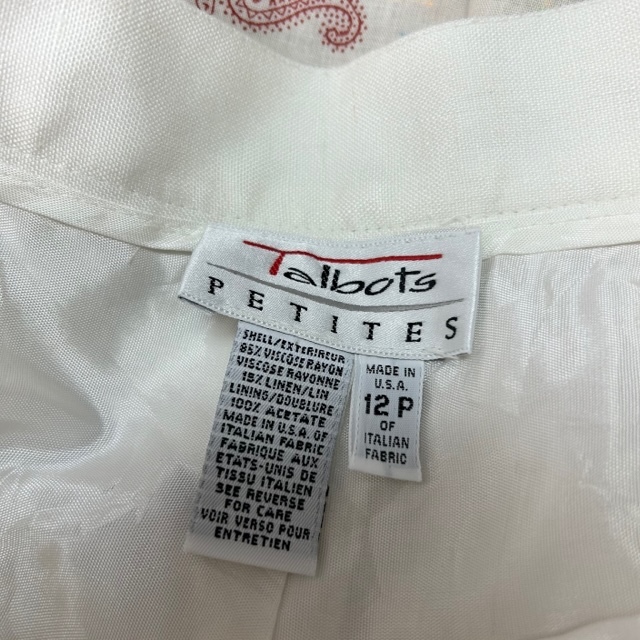 Talbots
PETITES
SHELL/EXTERIEUR
85% VISCOSE RAYON
VISCOSE RAYONNE
15% LINEN/LIN
LINING/DOUBLURE
100% ACETATE
MADE IN U.S.A. OF
ITALIAN FABRIC
FABRIQUE AUX
ETATS-UNIS DE
TISSU ITALIEN
SEE REVERSE
FOR CARE
VOIR VERSO POUR
ENTRETIEN
MADE IN
U.S.A.
12 P
OF
ITALIAN
FABRIC